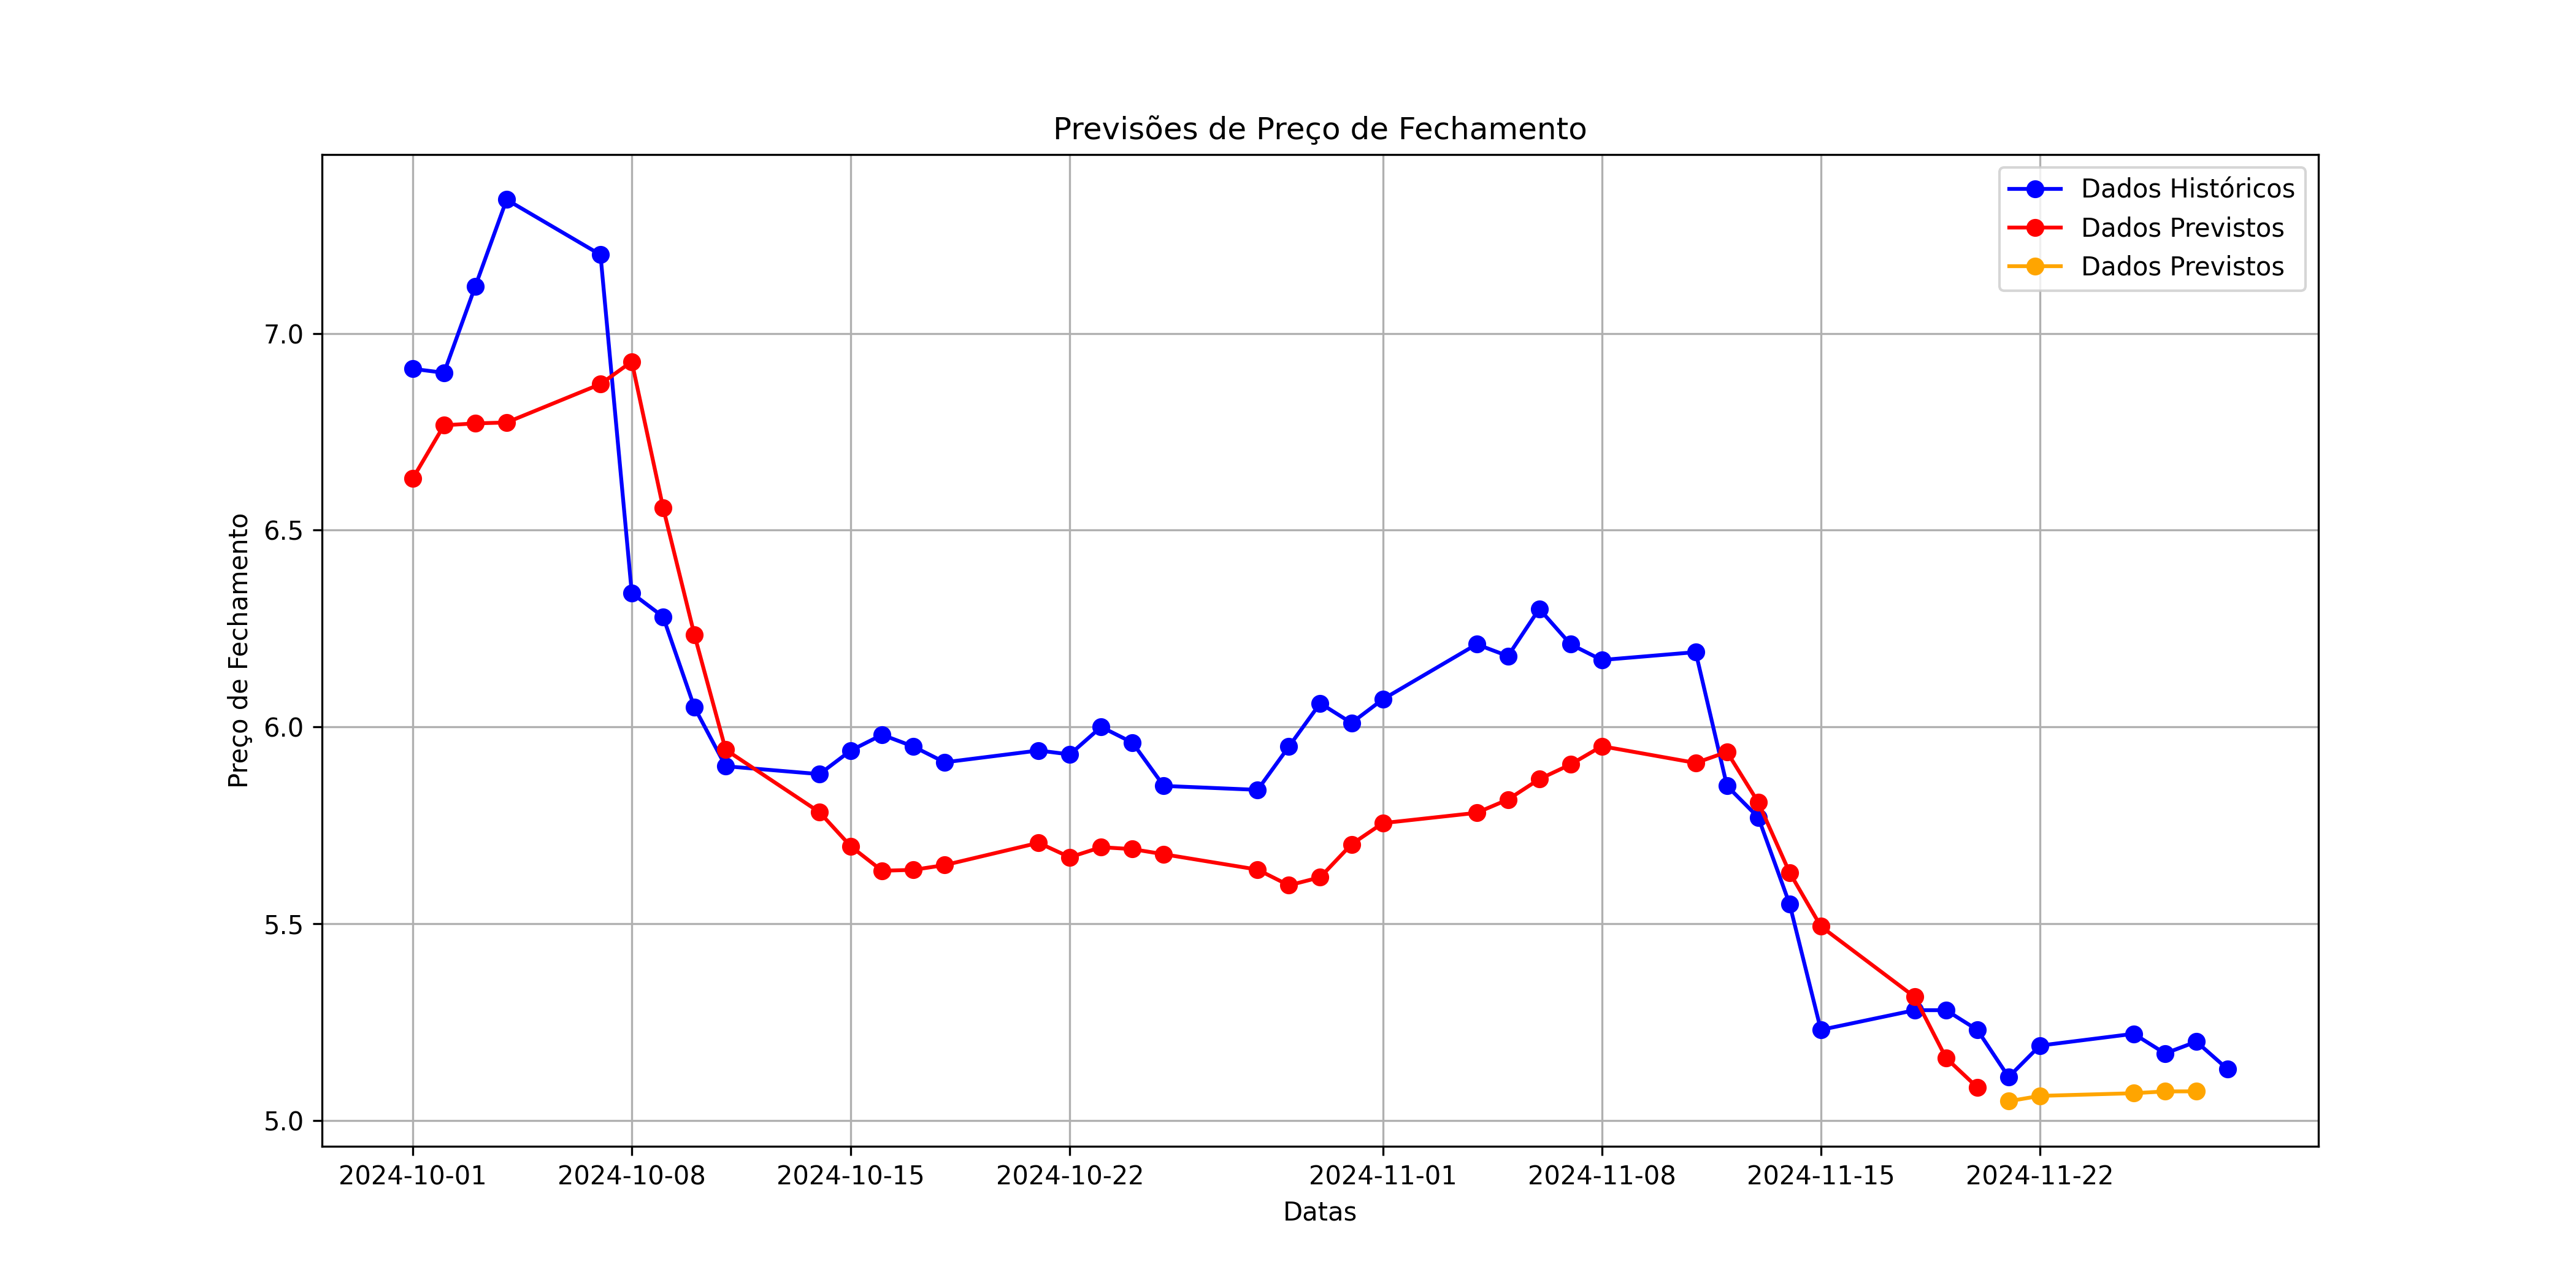 Previsões de Preço de Fechamento
Dados Históricos
Dados Previstos
Dados Previstos
Preço de Fechamento
7.0
6.5
6.0
5.5
5.0
2024-10-01
2024-10-08
2024-10-15
2024-10-22
2024-11-01
2024-11-08
2024-11-15
2024-11-22
Datas